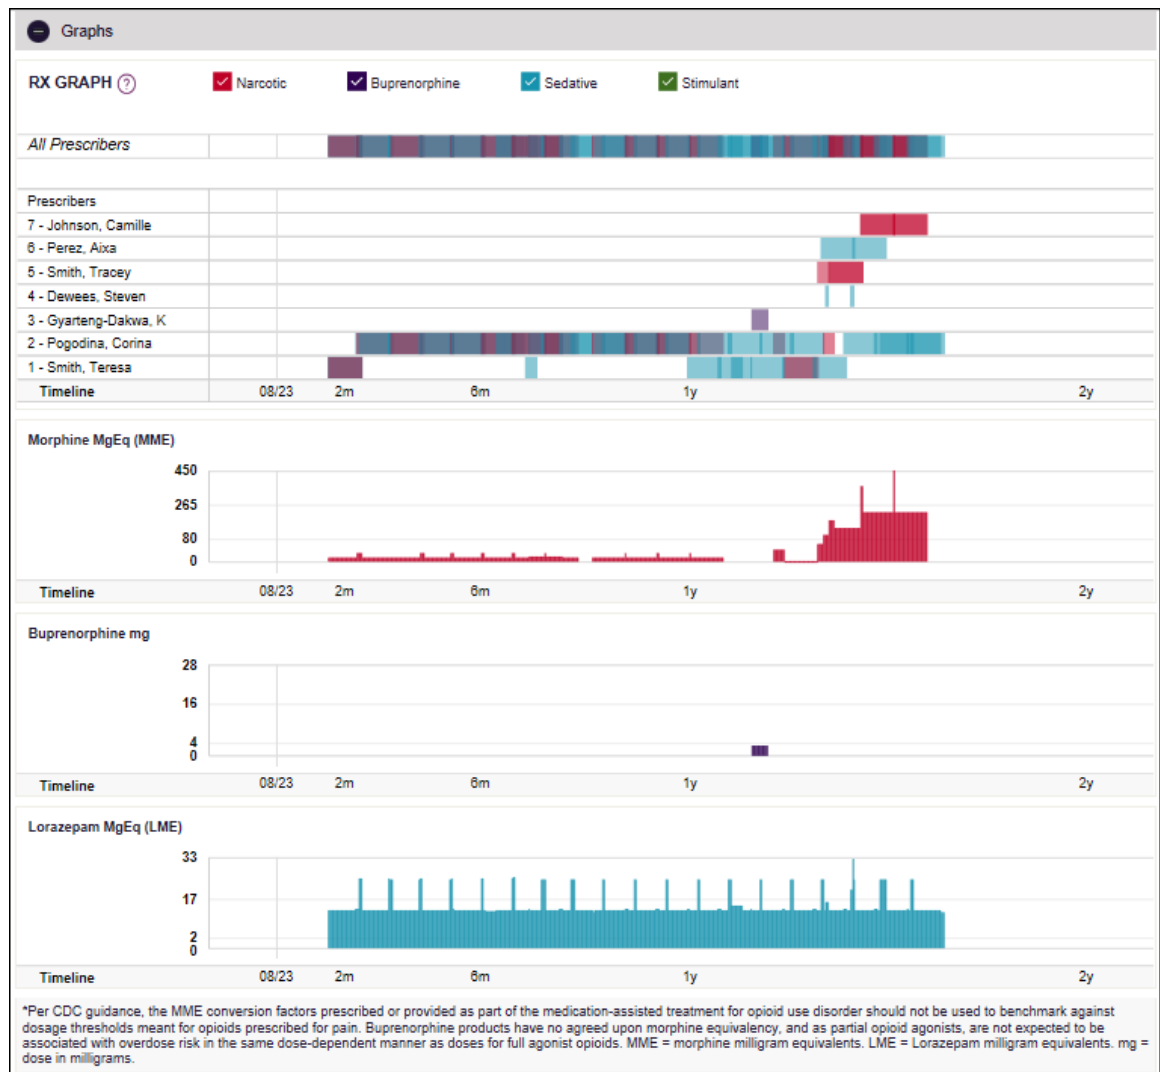 Graphs
RX GRAPH ? Narcotic Buprenorphine Sedative Stimulant
All Prescribers
Prescribers
7 - Johnson, Camille
6 - Perez, Aixa
5 - Smith, Tracey
4 - Dewees, Steven
3 - Gyarteng-Dakwa, K
2 - Pogodina, Corina
1 - Smith, Teresa
Timeline 08/23 2m 6m 1y 2y
Morphine MgEq (MME)
450
265
80
0
Timeline 08/23 2m 6m 1y 2y
Buprenorphine mg
28
16
4
0
Timeline 08/23 2m 6m 1y 2y
Lorazepam MgEq (LME)
33
17
2
0
Timeline 08/23 2m 6m 1y 2y
*Per CDC guidance, the MME conversion factors prescribed or provided as part of the medication-assisted treatment for opioid use disorder should not be used to benchmark against
dosage thresholds meant for opioids prescribed for pain. Buprenorphine products have no agreed upon morphine equivalency, and as partial opioid agonists, are not expected to be
associated with overdose risk in the same dose-dependent manner as doses for full agonist opioids. MME = morphine milligram equivalents. LME = Lorazepam milligram equivalents. mg =
dose in milligrams.